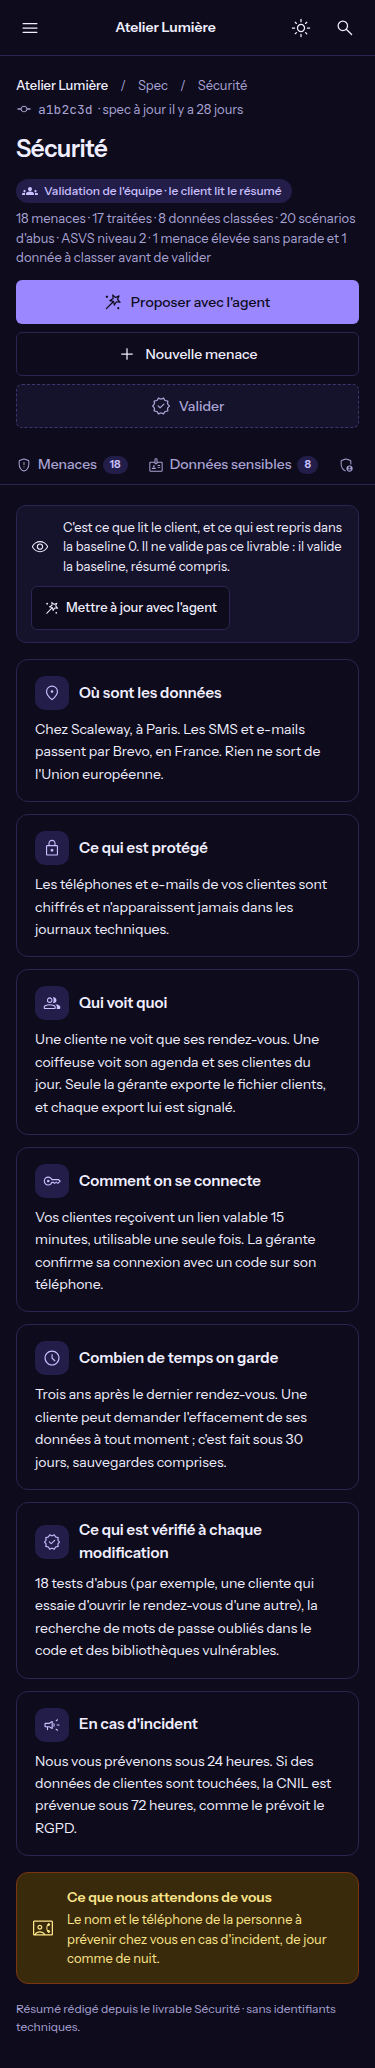 Atelier Lumière
Atelier Lumière / Spec / Sécurité
a1b2c3d · spec à jour il y a 28 jours
Sécurité
Validation de l'équipe · le client lit le résumé
18 menaces · 17 traitées · 8 données classées · 20 scénarios
d'abus · ASVS niveau 2 · 1 menace élevée sans parade et 1
donnée à classer avant de valider
Proposer avec l'agent
Nouvelle menace
Valider
Menaces 18 Données sensibles 8
C'est ce que lit le client, et ce qui est repris dans
la baseline 0. Il ne valide pas ce livrable : il valide
la baseline, résumé compris.
Mettre à jour avec l'agent
Où sont les données
Chez Scaleway, à Paris. Les SMS et e-mails
passent par Brevo, en France. Rien ne sort de
l'Union européenne.
Ce qui est protégé
Les téléphones et e-mails de vos clientes sont
chiffrés et n'apparaissent jamais dans les
journaux techniques.
Qui voit quoi
Une cliente ne voit que ses rendez-vous. Une
coiffeuse voit son agenda et ses clientes du
jour. Seule la gérante exporte le fichier clients,
et chaque export lui est signalé.
Comment on se connecte
Vos clientes reçoivent un lien valable 15
minutes, utilisable une seule fois. La gérante
confirme sa connexion avec un code sur son
téléphone.
Combien de temps on garde
Trois ans après le dernier rendez-vous. Une
cliente peut demander l'effacement de ses
données à tout moment ; c'est fait sous 30
jours, sauvegardes comprises.
Ce qui est vérifié à chaque
modification
18 tests d'abus (par exemple, une cliente qui
essaie d'ouvrir le rendez-vous d'une autre), la
recherche de mots de passe oubliés dans le
code et des bibliothèques vulnérables.
En cas d'incident
Nous vous prévenons sous 24 heures. Si des
données de clientes sont touchées, la CNIL est
prévenue sous 72 heures, comme le prévoit le
RGPD.
Ce que nous attendons de vous
Le nom et le téléphone de la personne à
prévenir chez vous en cas d'incident, de jour
comme de nuit.
Résumé rédigé depuis le livrable Sécurité · sans identifiants
techniques.